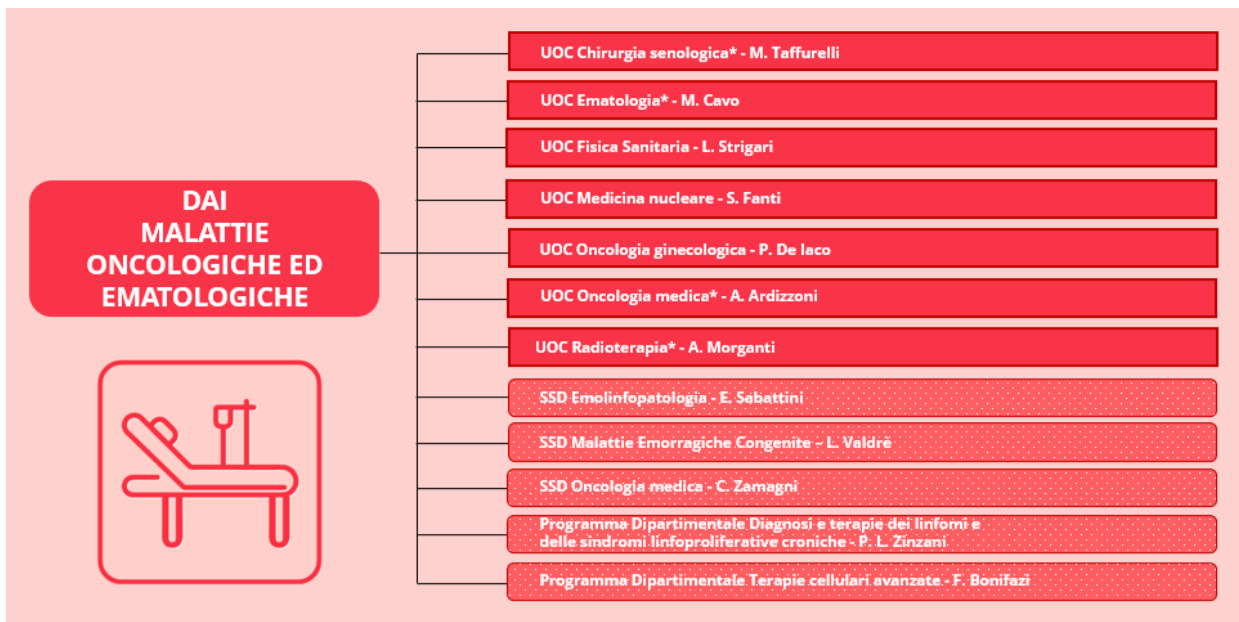 DAI
MALATTIE
ONCOLOGICHE ED
EMATOLOGICHE
UOC Chirurgia senologica* - M. Taffurelli
UOC Ematologia* - M. Cavo
UOC Fisica Sanitaria - L. Strigari
UOC Medicina nucleare - S. Fanti
UOC Oncologia ginecologica - P. De Iaco
UOC Oncologia medica* - A. Ardizzoni
UOC Radioterapia* - A. Morganti
SSD Emolinfopatologia - E. Sabattini
SSD Malattie Emorragiche Congenite – L. Valdrè
SSD Oncologia medica - C. Zamagni
Programma Dipartimentale Diagnosi e terapie dei linfomi e
delle sindromi linfoproliferative croniche - P. L. Zinzani
Programma Dipartimentale Terapie cellulari avanzate - F. Bonifazi